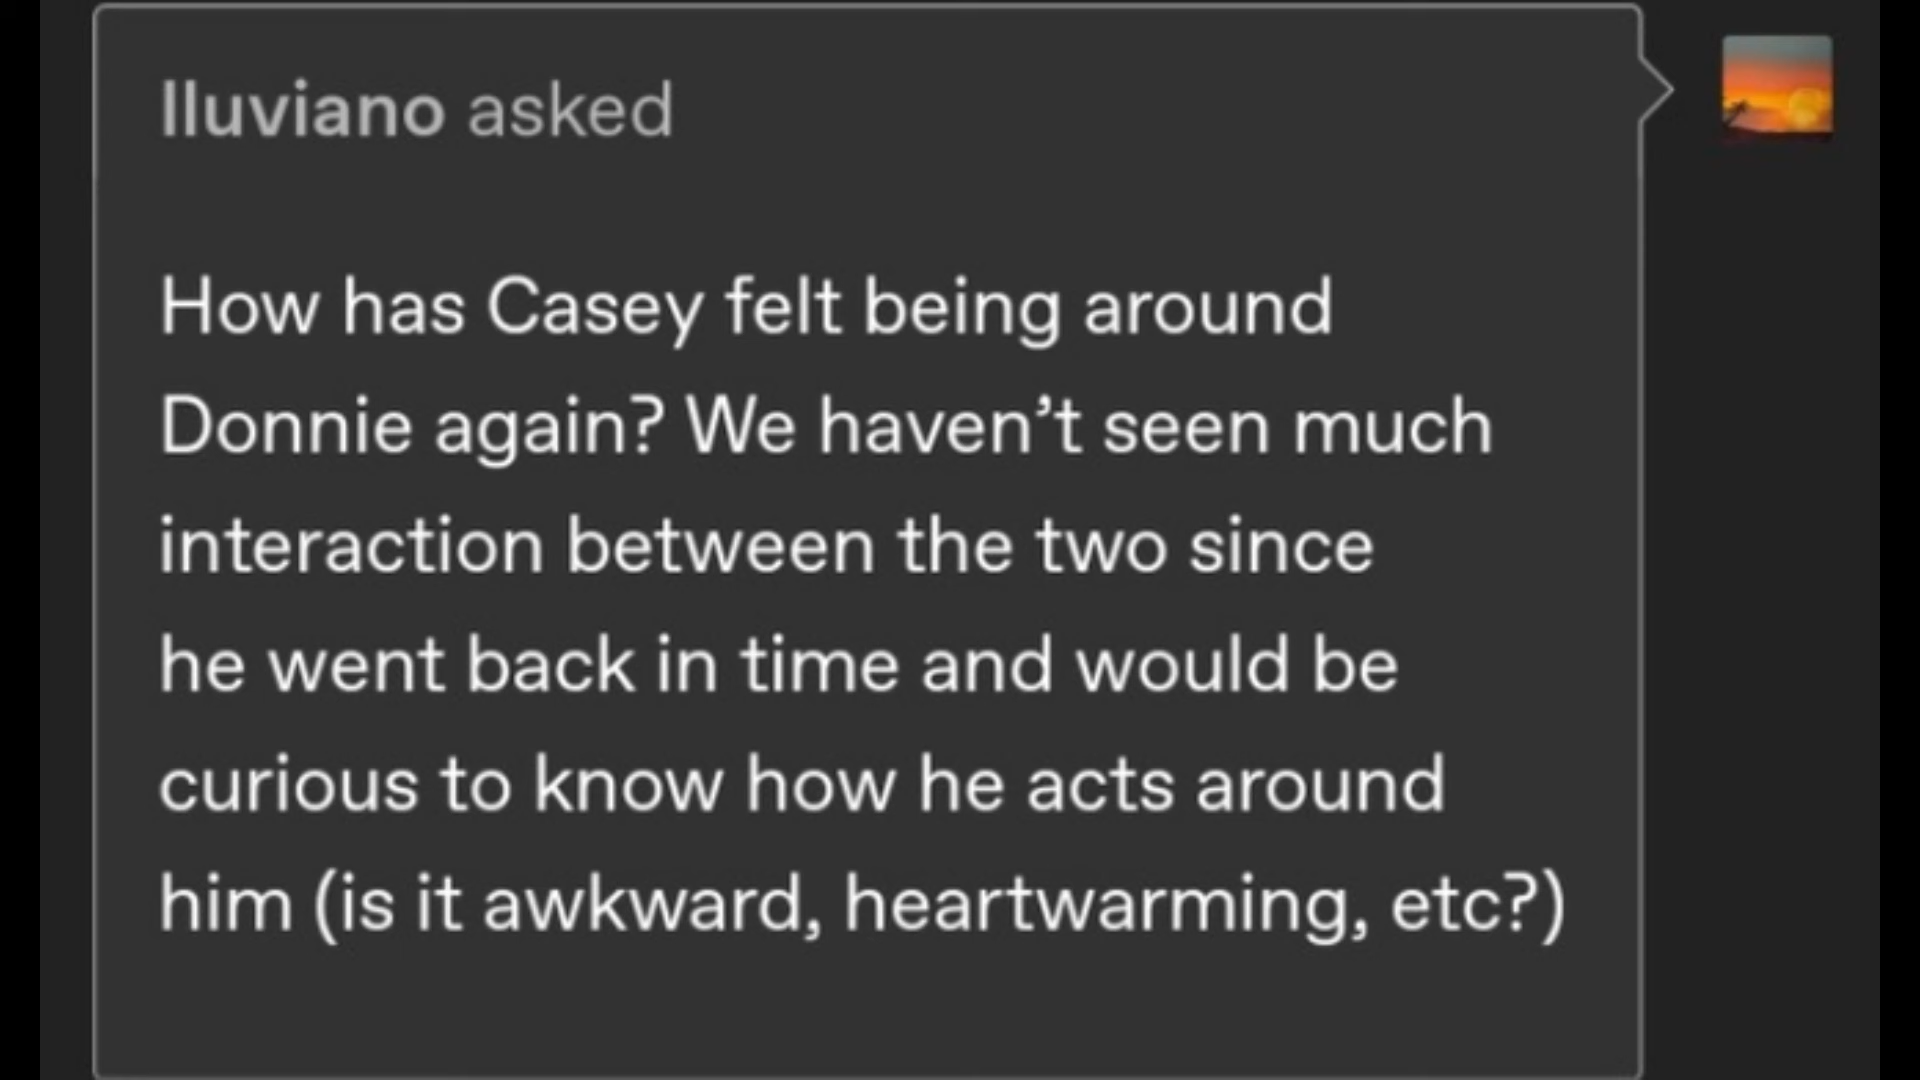 lluviano asked
How has Casey felt being around
Donnie again? We haven’t seen much
interaction between the two since
he went back in time and would be
curious to know how he acts around
him (is it awkward, heartwarming, etc?)